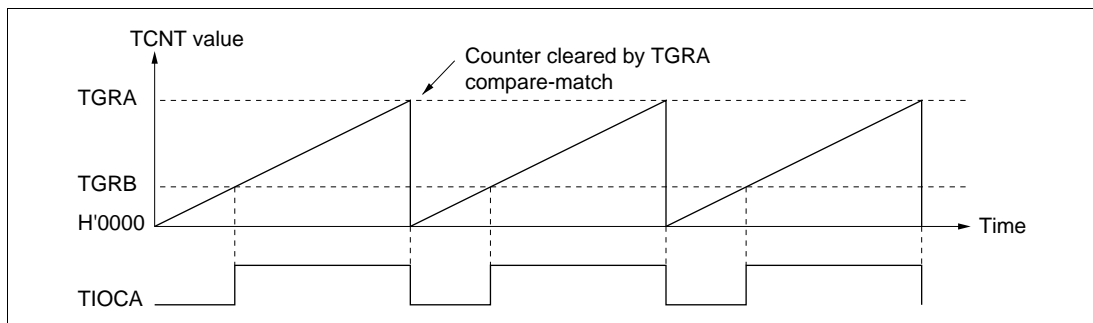 TCNT value
Counter cleared by TGRA
compare-match
TGRA
TGRB
H'0000
Time
TIOCA